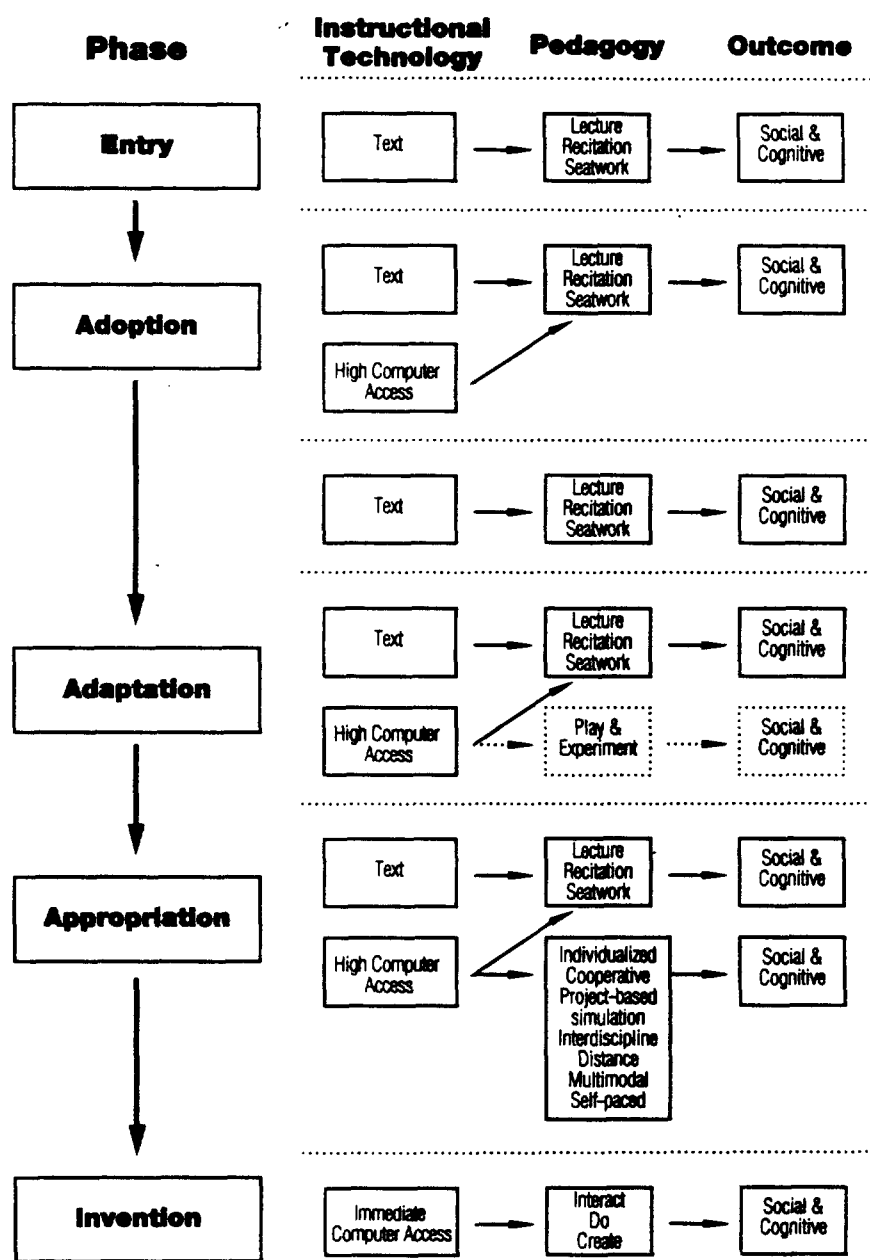 Phase
Instructional
Technology
Pedagogy
Outcome
Entry
Text
Lecture
Recitation
Seatwork
Social &
Cognitive
Adoption
Text
Lecture
Recitation
Seatwork
Social &
Cognitive
High Computer
Access
Text
Lecture
Recitation
Seatwork
Social &
Cognitive
Adaptation
Text
Lecture
Recitation
Seatwork
Social &
Cognitive
High Computer
Access
Play &
Experiment
Social &
Cognitive
Appropriation
Text
Lecture
Recitation
Seatwork
Social &
Cognitive
High Computer
Access
Individualized
Cooperative
Project-based
simulation
Interdiscipline
Distance
Multimodal
Self-paced
Social &
Cognitive
Invention
Immediate
Computer Access
Interact
Do
Create
Social &
Cognitive